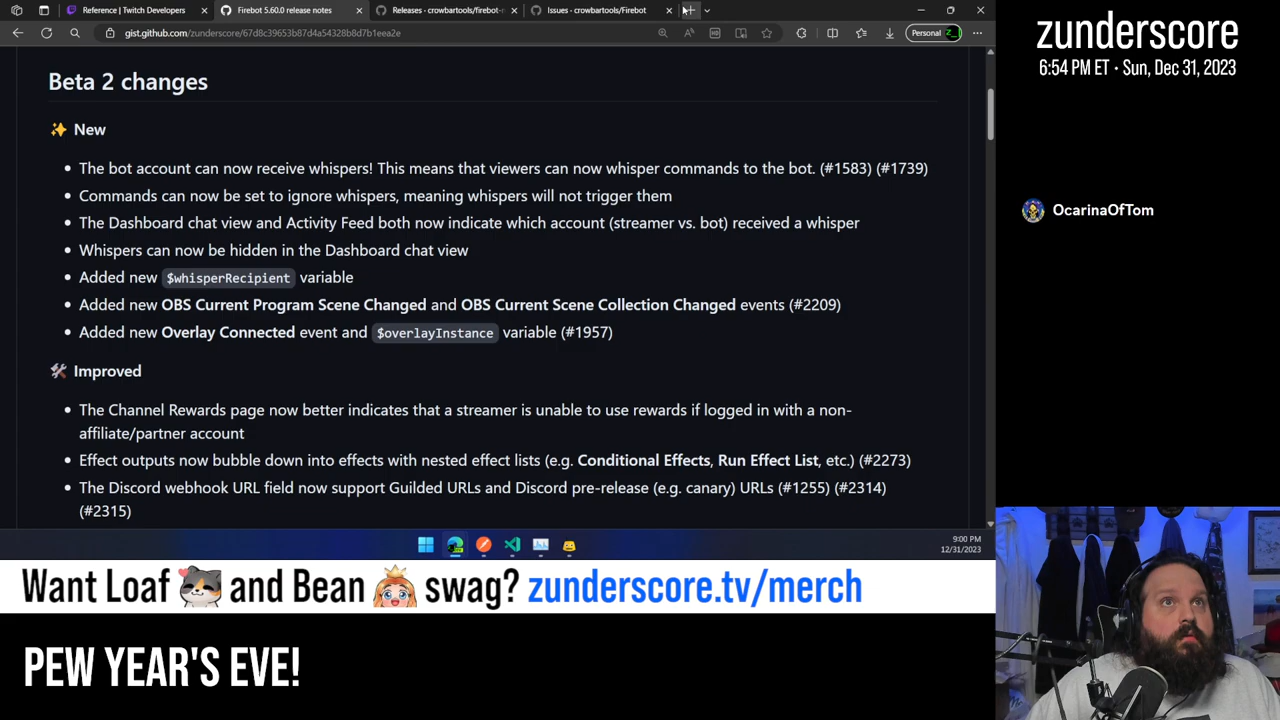 Reference | Twitch Developers
Firebot 5.60.0 release notes
Releases · crowbartools/firebot-n
Issues · crowbartools/Firebot
gist.github.com/zunderscore/67d8c39653b87d4a54328b8d7b1eea2e
Personal
Beta 2 changes
✨ New
• The bot account can now receive whispers! This means that viewers can now whisper commands to the bot. (#1583) (#1739)
• Commands can now be set to ignore whispers, meaning whispers will not trigger them
• The Dashboard chat view and Activity Feed both now indicate which account (streamer vs. bot) received a whisper
• Whispers can now be hidden in the Dashboard chat view
• Added new $whisperRecipient variable
• Added new OBS Current Program Scene Changed and OBS Current Scene Collection Changed events (#2209)
• Added new Overlay Connected event and $overlayInstance variable (#1957)
🛠 Improved
• The Channel Rewards page now better indicates that a streamer is unable to use rewards if logged in with a non-
affiliate/partner account
• Effect outputs now bubble down into effects with nested effect lists (e.g. Conditional Effects, Run Effect List, etc.) (#2273)
• The Discord webhook URL field now support Guilded URLs and Discord pre-release (e.g. canary) URLs (#1255) (#2314)
(#2315)
9:00 PM
12/31/2023
zunderscore
6:54 PM ET • Sun, Dec 31, 2023
OcarinaOfTom
Want Loaf and Bean swag? zunderscore.tv/merch
PEW YEAR'S EVE!